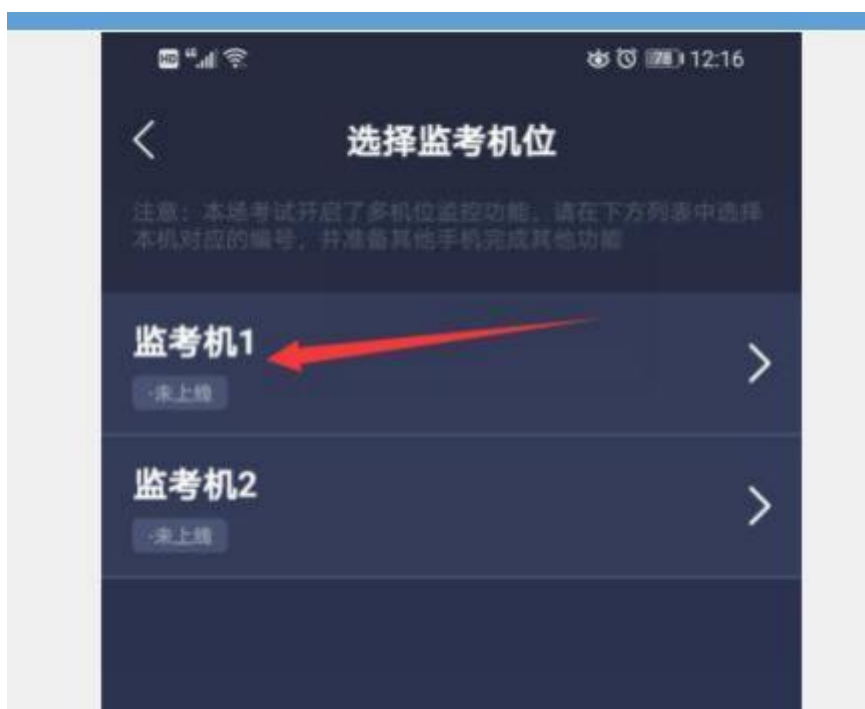 HD 4G 78 12:16
选择监考机位
注意：本场考试开启了多机位监控功能，请在下方列表中选择
本机对应的编号，并准备其他手机完成其他功能
监考机1
·未上线
监考机2
·未上线